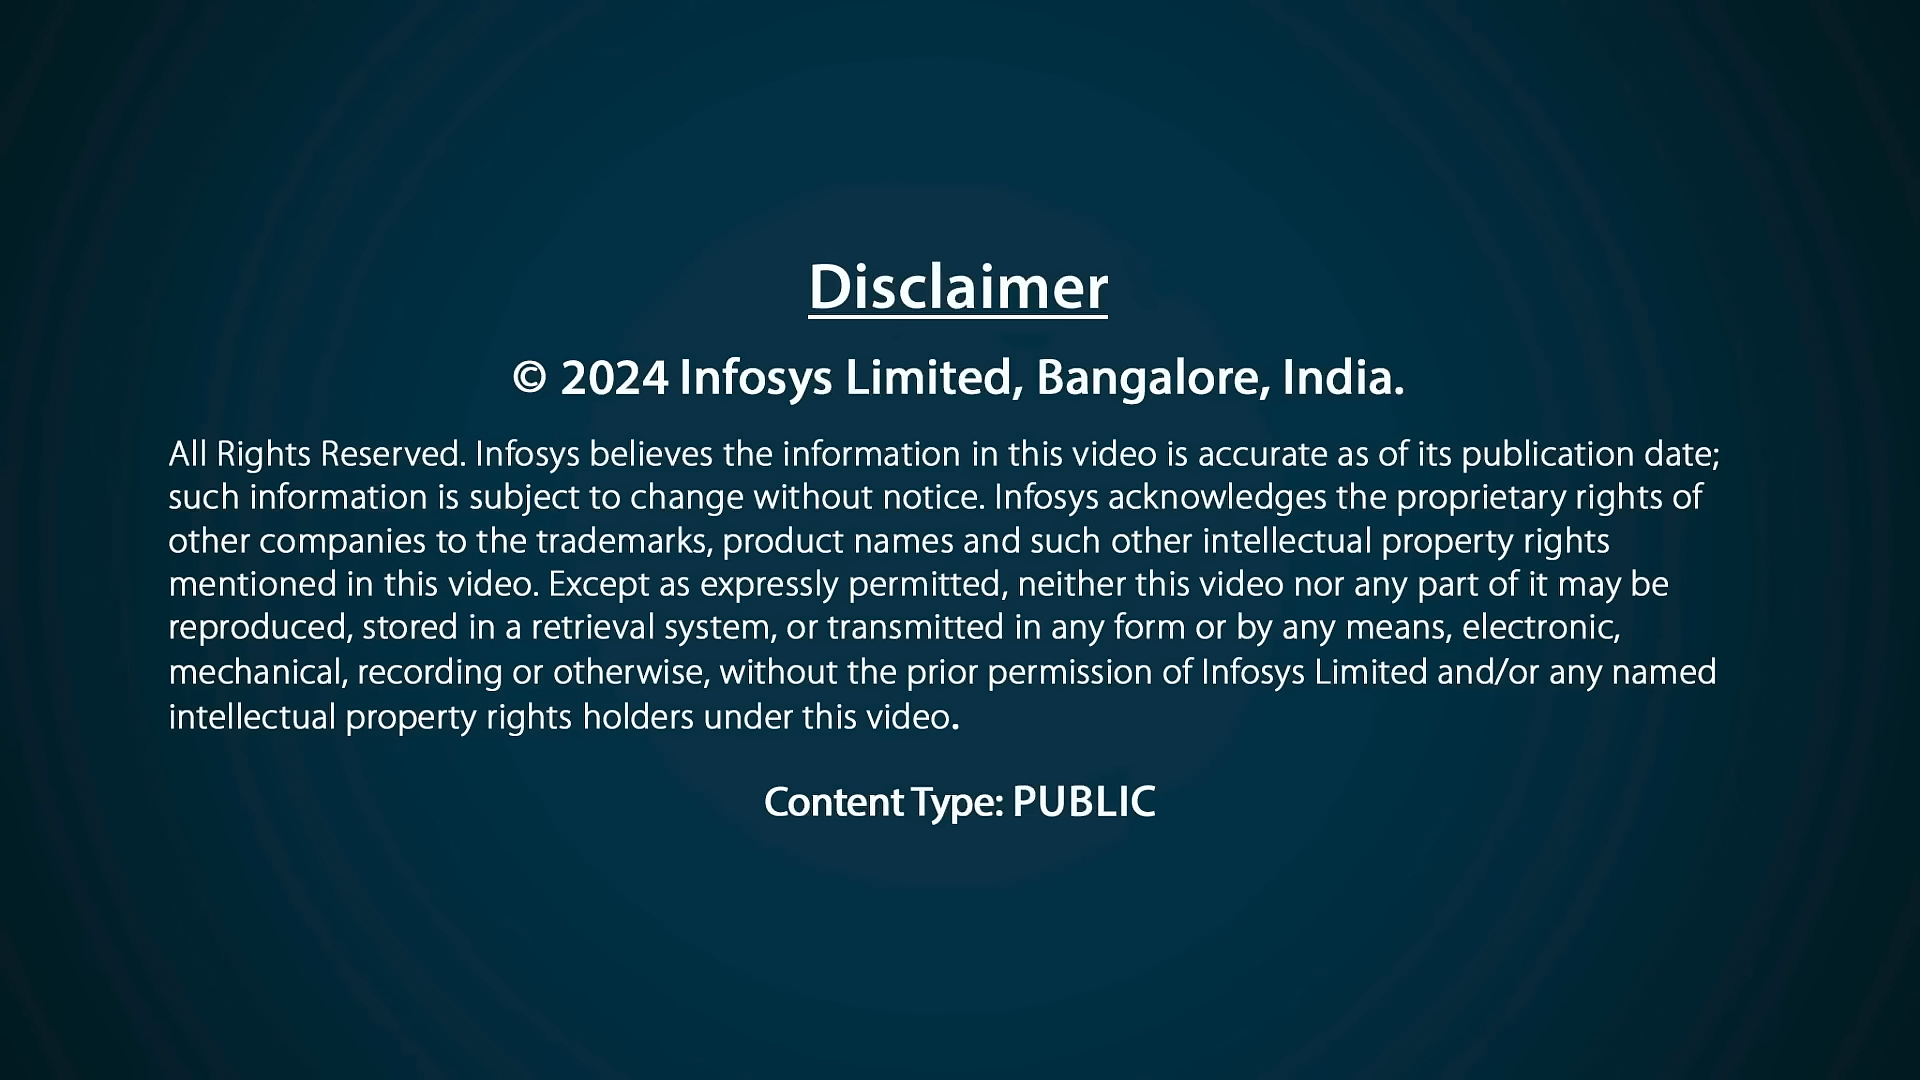 Disclaimer
© 2024 Infosys Limited, Bangalore, India.
All Rights Reserved. Infosys believes the information in this video is accurate as of its publication date;
such information is subject to change without notice. Infosys acknowledges the proprietary rights of
other companies to the trademarks, product names and such other intellectual property rights
mentioned in this video. Except as expressly permitted, neither this video nor any part of it may be
reproduced, stored in a retrieval system, or transmitted in any form or by any means, electronic,
mechanical, recording or otherwise, without the prior permission of Infosys Limited and/or any named
intellectual property rights holders under this video.
Content Type: PUBLIC